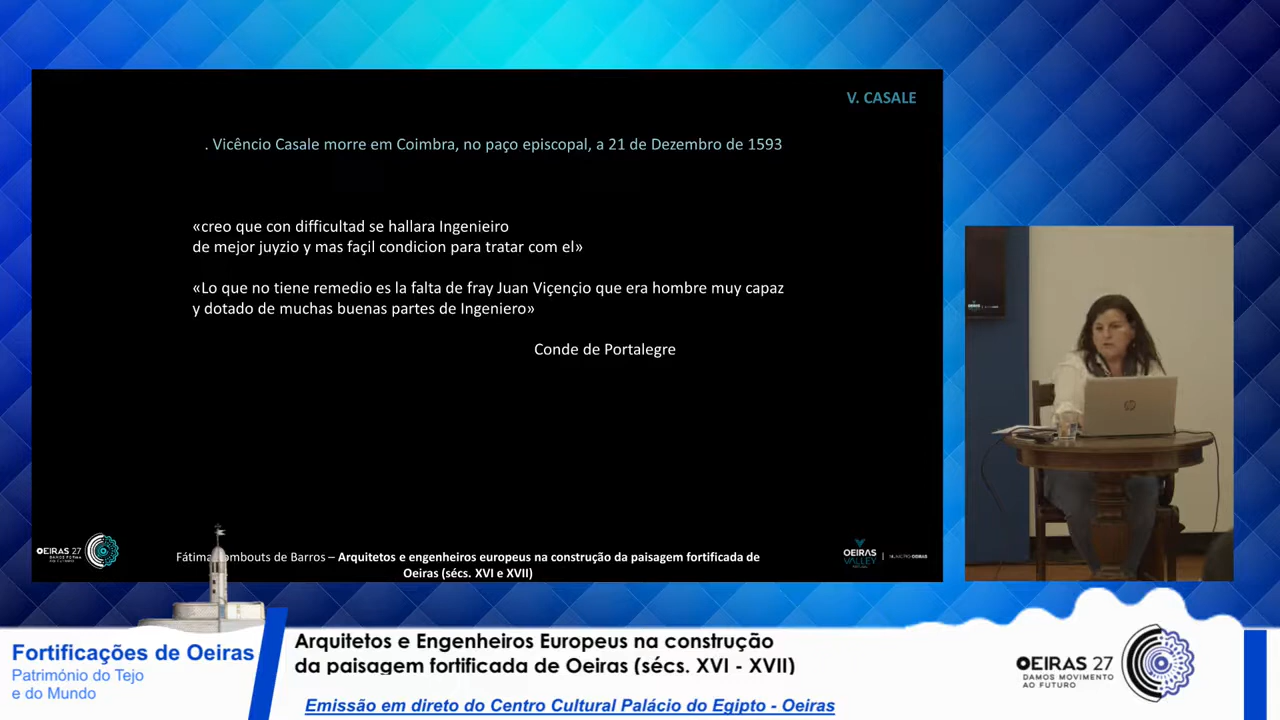 V. CASALE
. Vicêncio Casale morre em Coimbra, no paço episcopal, a 21 de Dezembro de 1593
«creo que con difficultad se hallara Ingenieiro
de mejor juyzio y mas façil condicion para tratar com el»
«Lo que no tiene remedio es la falta de fray Juan Viçençio que era hombre muy capaz
y dotado de muchas buenas partes de Ingeniero»
Conde de Portalegre
OEIRAS 27
Fátima ombouts de Barros – Arquitetos e engenheiros europeus na construção da paisagem fortificada de
Oeiras (sécs. XVI e XVII)
OEIRAS
VALLEY
Fortificações de Oeiras
Património do Tejo
e do Mundo
Arquitetos e Engenheiros Europeus na construção
da paisagem fortificada de Oeiras (sécs. XVI - XVII)
Emissão em direto do Centro Cultural Palácio do Egipto - Oeiras
OEIRAS 27
DAMOS MOVIMENTO
AO FUTURO